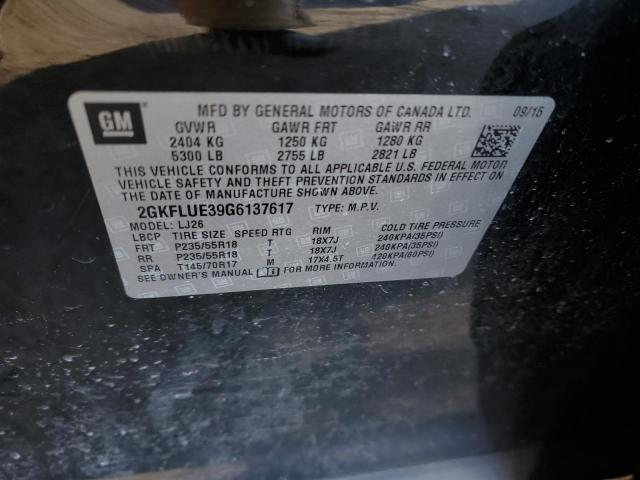 GM
MFD BY GENERAL MOTORS OF CANADA LTD. 09/15
GVWR GAWR FRT GAWR RR
2404 KG 1250 KG 1280 KG
5300 LB 2755 LB 2821 LB
THIS VEHICLE CONFORMS TO ALL APPLICABLE U.S. FEDERAL MOTOR
VEHICLE SAFETY AND THEFT PREVENTION STANDARDS IN EFFECT ON
THE DATE OF MANUFACTURE SHOWN ABOVE.
2GKFLUE39G6137617 TYPE: M.P.V.
MODEL: LJ26
LBCP TIRE SIZE SPEED RTG RIM COLD TIRE PRESSURE
FRT P235/55R18 T 18X7J 240KPA(35PSI)
RR P235/55R18 T 18X7J 240KPA(35PSI)
SPA T145/70R17 M 17X4.5T 420KPA(60PSI)
SEE OWNER'S MANUAL FOR MORE INFORMATION.